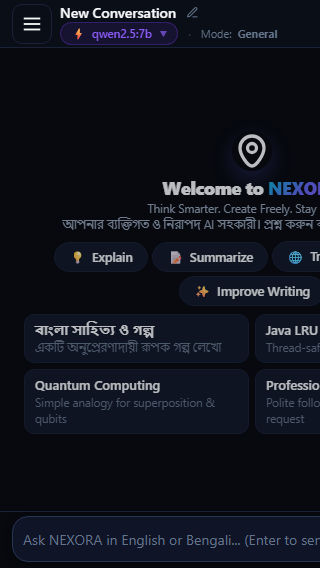 New Conversation
qwen2.5:7b ▼ · Mode: General
Welcome to NEXO
Think Smarter. Create Freely. Stay
আপনার ব্যক্তিগত ও নিরাপদ AI সহকারী। প্রশ্ন করুন
Explain Summarize
Improve Writing
বাংলা সাহিত্য ও গল্প
একটি অনুপ্রেরণাদায়ী রূপক গল্প লেখো
Java LRU
Thread-saf
Quantum Computing
Simple analogy for superposition &
qubits
Professio
Polite follo
request
Ask NEXORA in English or Bengali... (Enter to ser